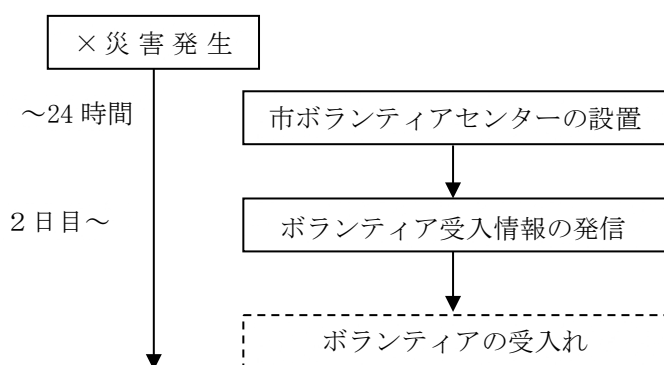 ×災 害 発 生
～24 時間
市ボランティアセンターの設置
２日目～
ボランティア受入情報の発信
ボランティアの受入れ